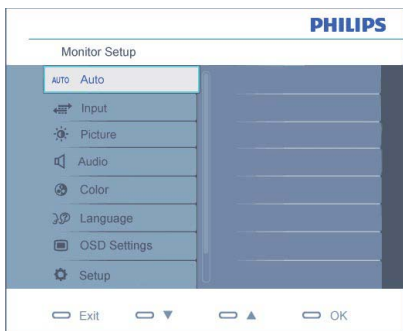 PHILIPS
Monitor Setup
AUTO Auto
Input
Picture
Audio
Color
Language
OSD Settings
Setup
Exit ▼ ▲ OK